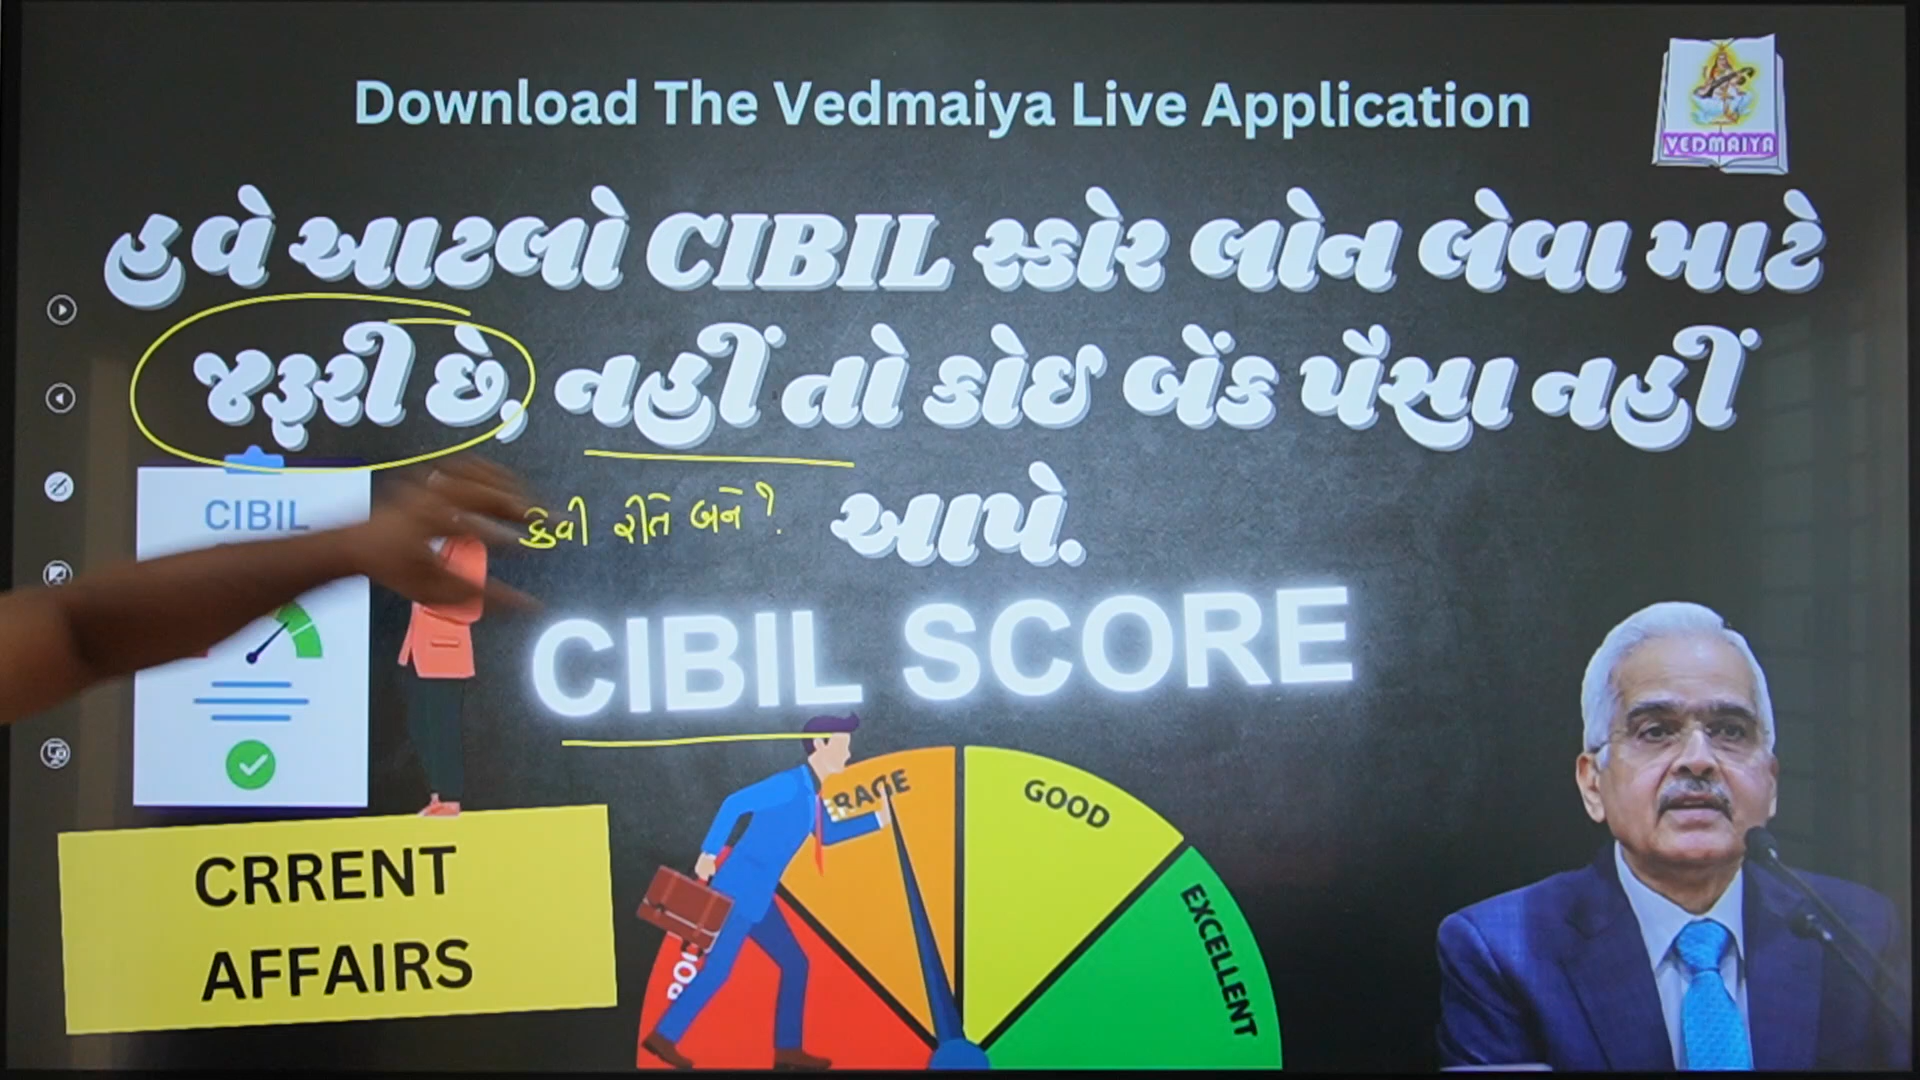 Download The Vedmaiya Live Application
VEDMAIYA
હવે આટલો CIBIL સ્કોર લોન લેવા માટે
જરૂરી છે, નહીં તો કોઇ બેંક પૈસા નહીં
આપે.
કેવી રીતે બને?
CIBIL
CIBIL SCORE
RAGE
GOOD
EXCELLENT
CRRENT
AFFAIRS